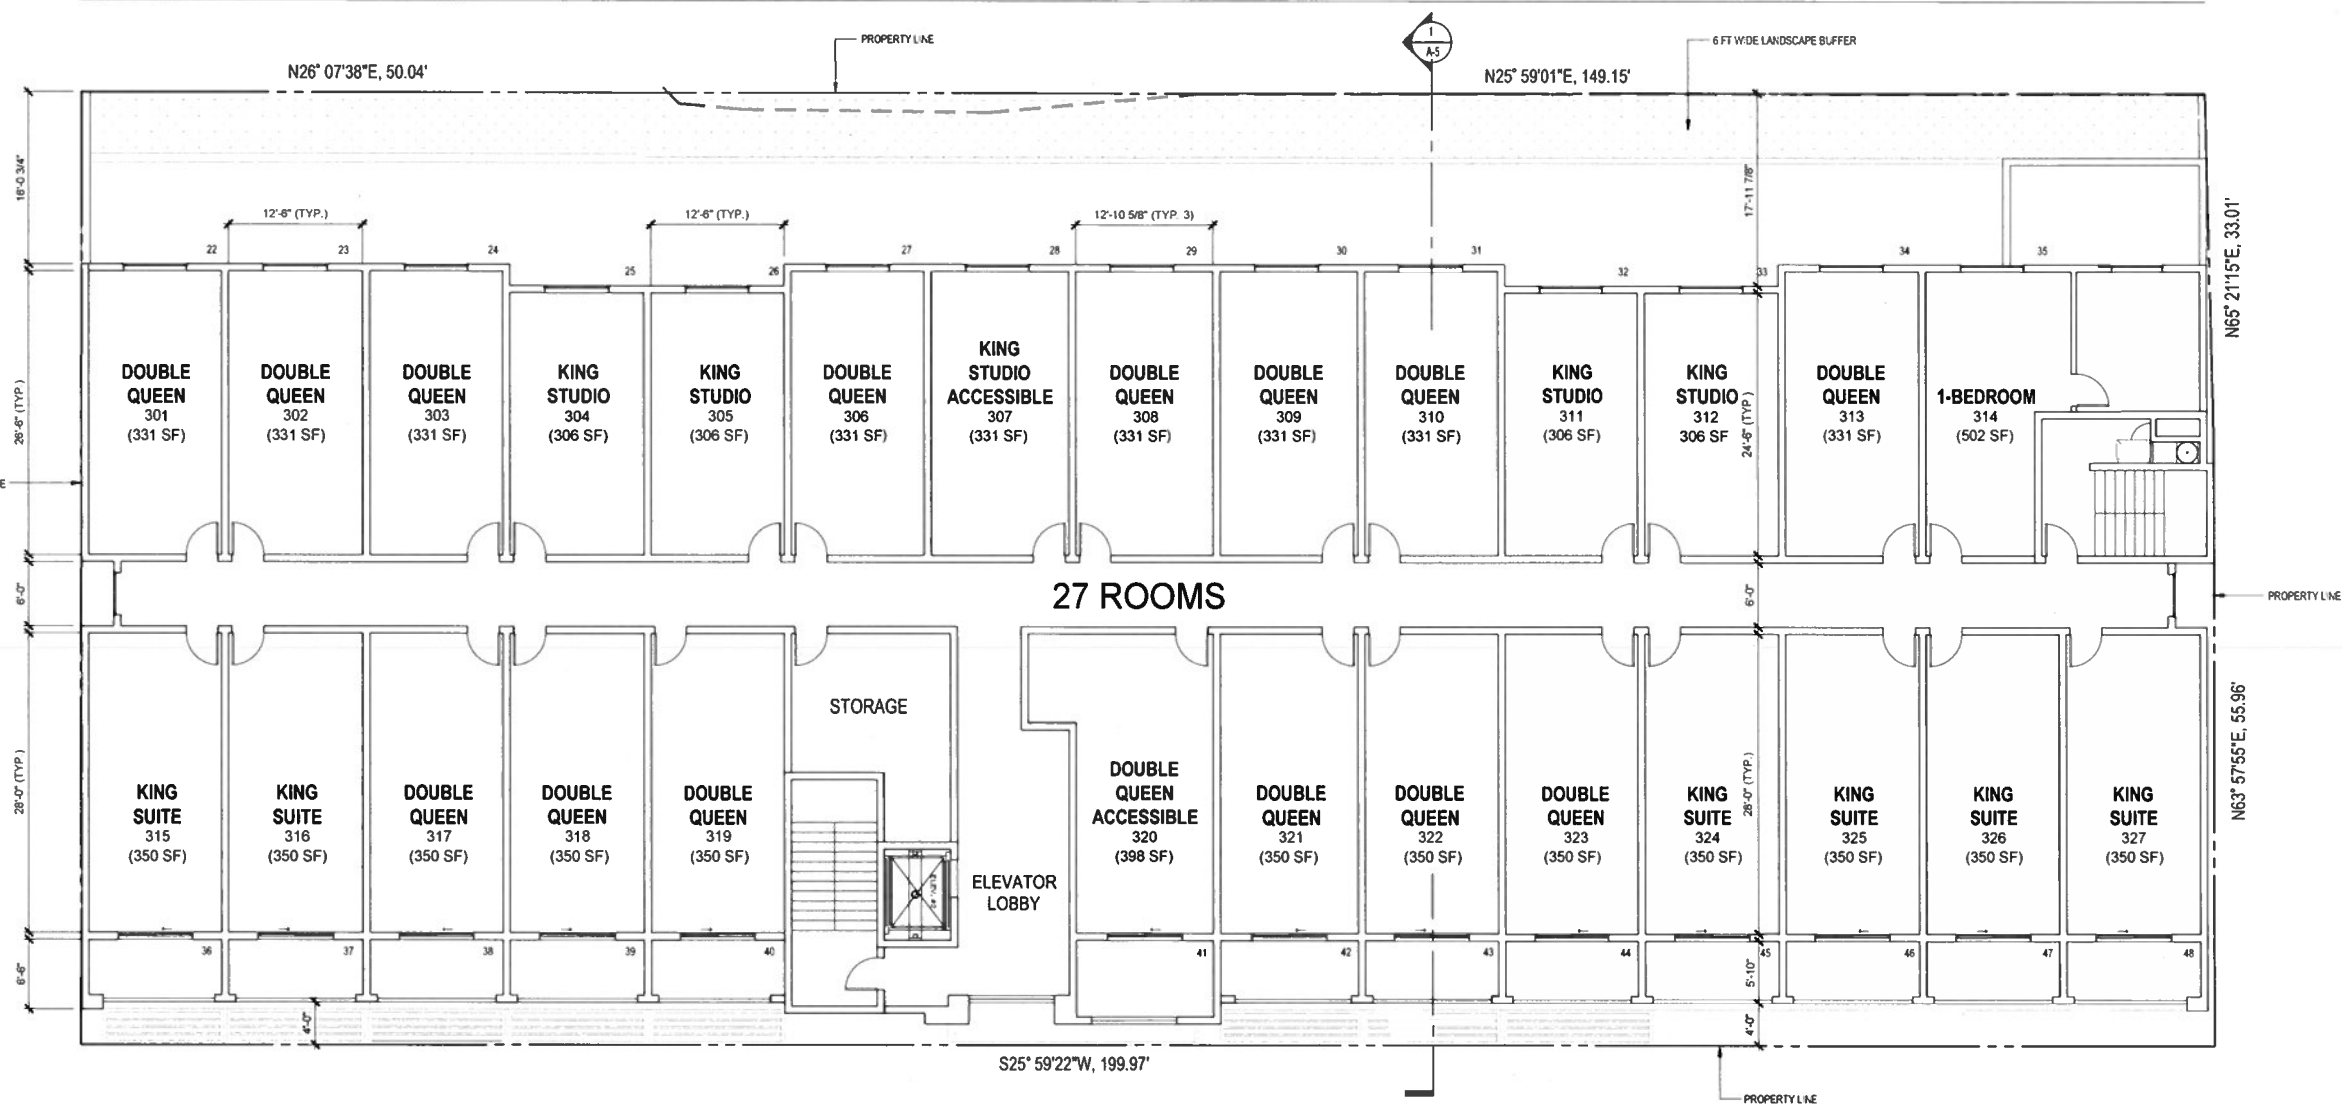 PROPERTY LINE
1
A-5
6 FT WIDE LANDSCAPE BUFFER
N26° 07'38"E, 50.04'
N25° 59'01"E, 149.15'
16'-0 3/4"
17'-11 7/8"
12'-6" (TYP.)
12'-6" (TYP.)
12'-10 5/8" (TYP. 3)
N65° 21'15"E, 33.01'
22
23
24
25
26
27
28
29
30
31
32
33
34
35
26'-6" (TYP.)
DOUBLE
QUEEN
301
(331 SF)
DOUBLE
QUEEN
302
(331 SF)
DOUBLE
QUEEN
303
(331 SF)
KING
STUDIO
304
(306 SF)
KING
STUDIO
305
(306 SF)
DOUBLE
QUEEN
306
(331 SF)
KING
STUDIO
ACCESSIBLE
307
(331 SF)
DOUBLE
QUEEN
308
(331 SF)
DOUBLE
QUEEN
309
(331 SF)
DOUBLE
QUEEN
310
(331 SF)
KING
STUDIO
311
(306 SF)
KING
STUDIO
312
306 SF
24'-6" (TYP.)
DOUBLE
QUEEN
313
(331 SF)
1-BEDROOM
314
(502 SF)
E
6'-0"
27 ROOMS
6'-0"
PROPERTY LINE
STORAGE
28'-0" (TYP.)
KING
SUITE
315
(350 SF)
KING
SUITE
316
(350 SF)
DOUBLE
QUEEN
317
(350 SF)
DOUBLE
QUEEN
318
(350 SF)
DOUBLE
QUEEN
319
(350 SF)
ELEVATOR
LOBBY
DOUBLE
QUEEN
ACCESSIBLE
320
(398 SF)
DOUBLE
QUEEN
321
(350 SF)
DOUBLE
QUEEN
322
(350 SF)
DOUBLE
QUEEN
323
(350 SF)
KING
SUITE
324
(350 SF)
28'-0" (TYP.)
KING
SUITE
325
(350 SF)
KING
SUITE
326
(350 SF)
KING
SUITE
327
(350 SF)
N63° 57'55"E, 55.96'
36
37
38
39
40
41
42
43
44
45
46
47
48
6'-6"
5'-10"
4'-0"
4'-0"
S25° 59'22"W, 199.97'
PROPERTY LINE